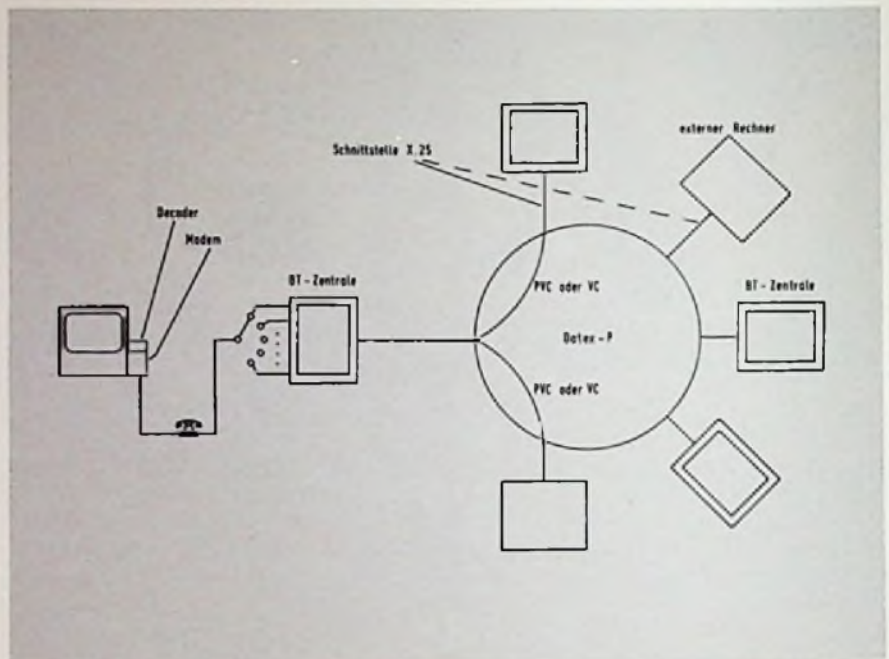 externer Rechner
Schnittstelle X.25
Decoder
Modem
BT-Zentrale
PVC oder VC
BT-Zentrale
Datex-P
PVC oder VC